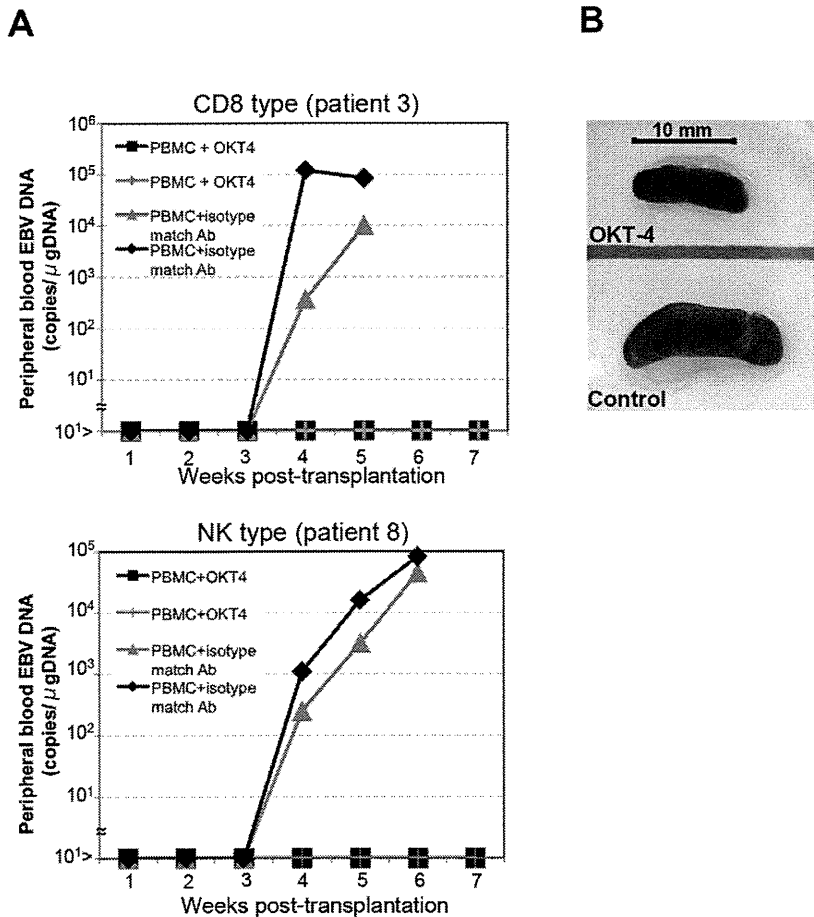 A
B
CD8 type (patient 3)
Peripheral blood EBV DNA
(copies/μgDNA)
10⁶
10⁵
10⁴
10³
10²
10¹
10¹>
PBMC + OKT4
PBMC + OKT4
PBMC+isotype
match Ab
PBMC+isotype
match Ab
1 2 3 4 5 6 7
Weeks post-transplantation
10 mm
OKT-4
Control
NK type (patient 8)
Peripheral blood EBV DNA
(copies/μgDNA)
10⁵
10⁴
10³
10²
10¹
10¹>
PBMC+OKT4
PBMC+OKT4
PBMC+isotype
match Ab
PBMC+isotype
match Ab
1 2 3 4 5 6 7
Weeks post-transplantation